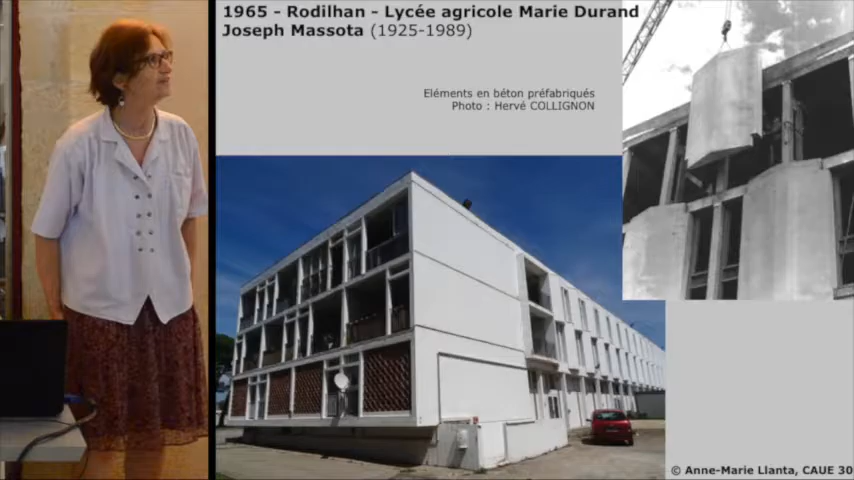 1965 - Rodilhan - Lycée agricole Marie Durand
Joseph Massota (1925-1989)
Eléments en béton préfabriqués
Photo : Hervé COLLIGNON
© Anne-Marie Llanta, CAUE 30